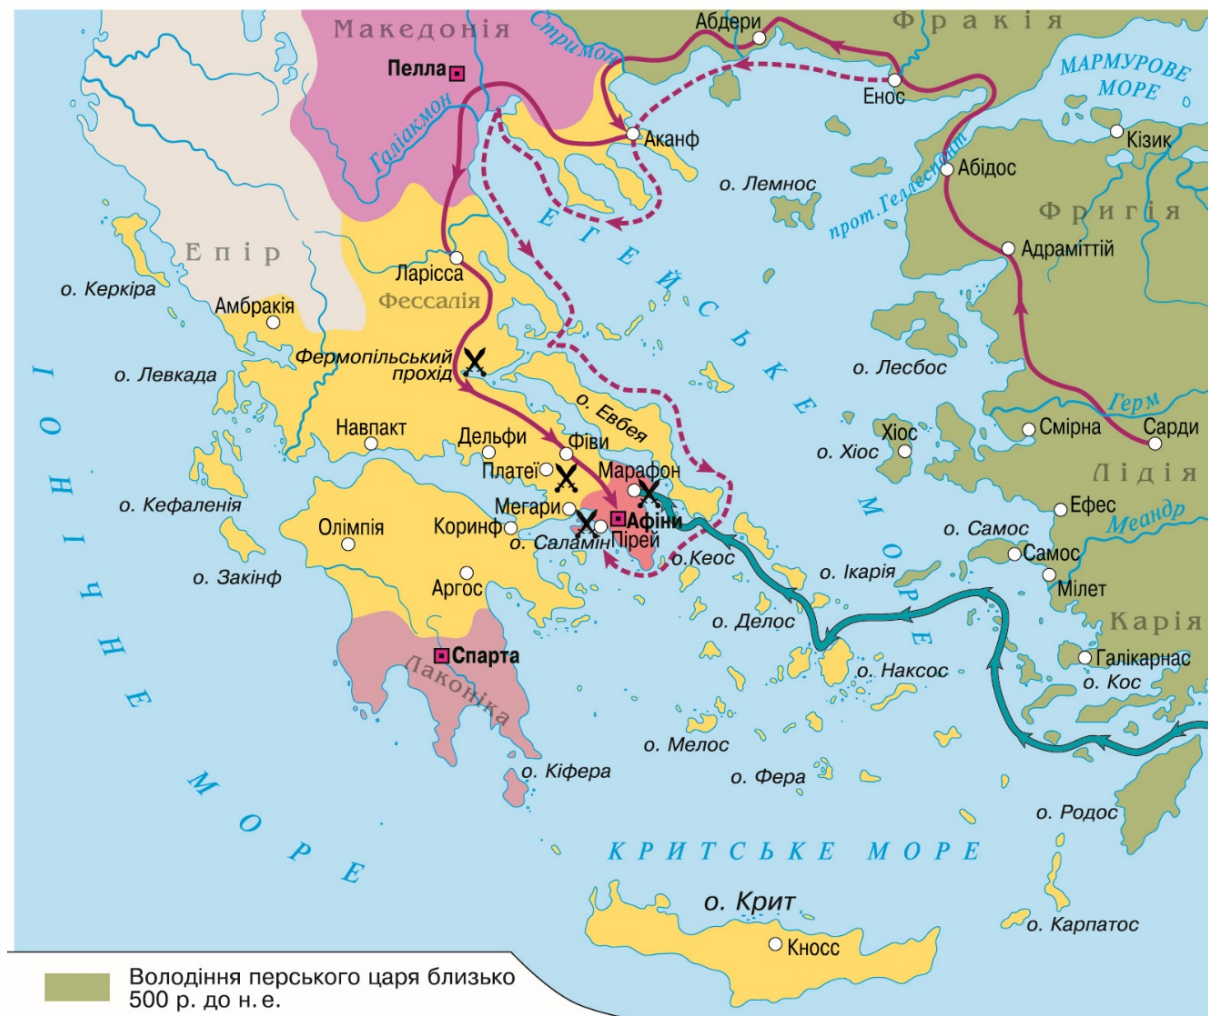 Македонія
Абдери
Фракія
Стримон
Пелла
МАРМУРОВЕ
МОРЕ
Енос
Галіакмон
Аканф
Кізик
Абідос
о. Лемнос
прот. Геллеспонт
Фригія
ЕГЕЙСЬКЕ МОРЕ
Епір
Ларісса
Адраміттій
о. Керкіра
Амбракія
Фессалія
Фермопільський
прохід
о. Левкада
о. Лесбос
о. Евбея
Герм
Навпакт
Дельфи
Фіви
Хіос
о. Хіос
Смірна
Сарди
Платеї
Марафон
Лідія
о. Кефаленія
Мегари
Ефес
Олімпія
Коринф
Афіни
Меандр
о. Саламін
Пірей
о. Самос
Самос
о. Закінф
о. Кеос
о. Ікарія
Аргос
Мілет
о. Делос
Карія
Спарта
Галікарнас
Лаконіка
о. Наксос
о. Кос
о. Мелос
о. Кіфера
о. Фера
о. Родос
ІОНІЧНЕ МОРЕ
КРИТСЬКЕ МОРЕ
о. Крит
о. Карпатос
Кносс
Володіння перського царя близько
500 р. до н.е.